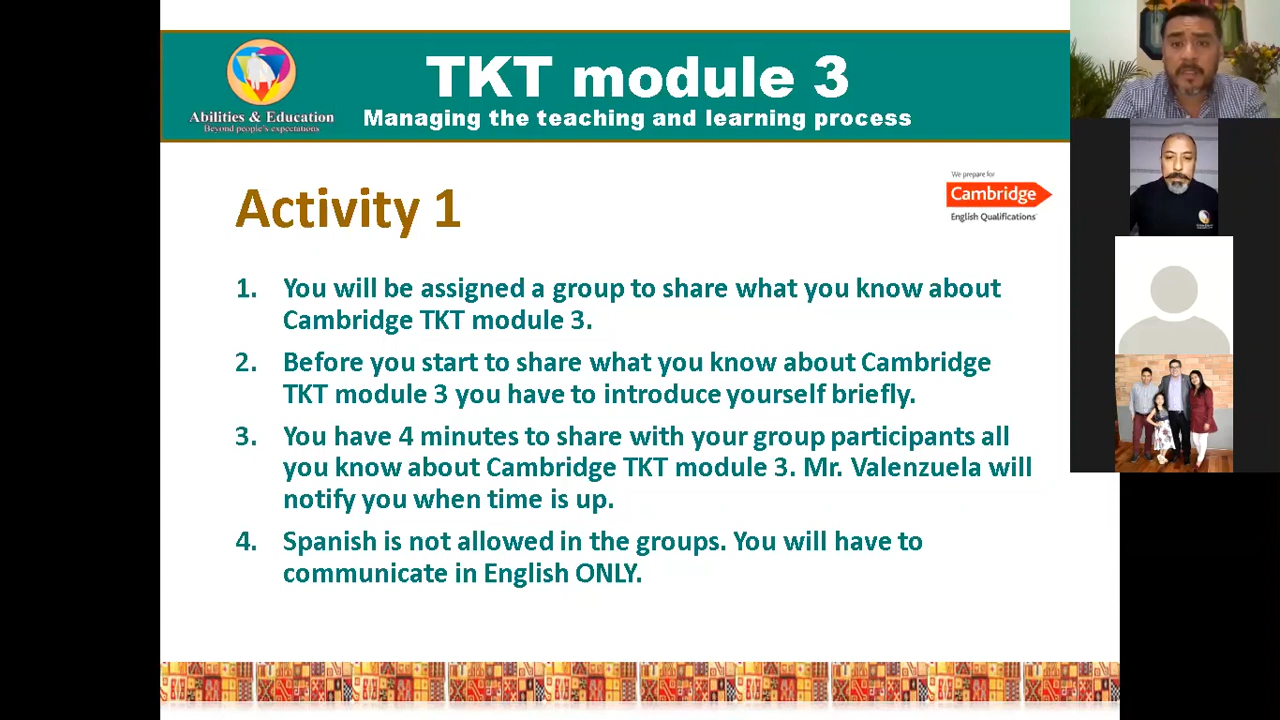 TKT module 3
Managing the teaching and learning process
Abilities & Education
Beyond people's expectations
We prepare for
Cambridge
English Qualifications
Activity 1
1. You will be assigned a group to share what you know about
Cambridge TKT module 3.
2. Before you start to share what you know about Cambridge
TKT module 3 you have to introduce yourself briefly.
3. You have 4 minutes to share with your group participants all
you know about Cambridge TKT module 3. Mr. Valenzuela will
notify you when time is up.
4. Spanish is not allowed in the groups. You will have to
communicate in English ONLY.